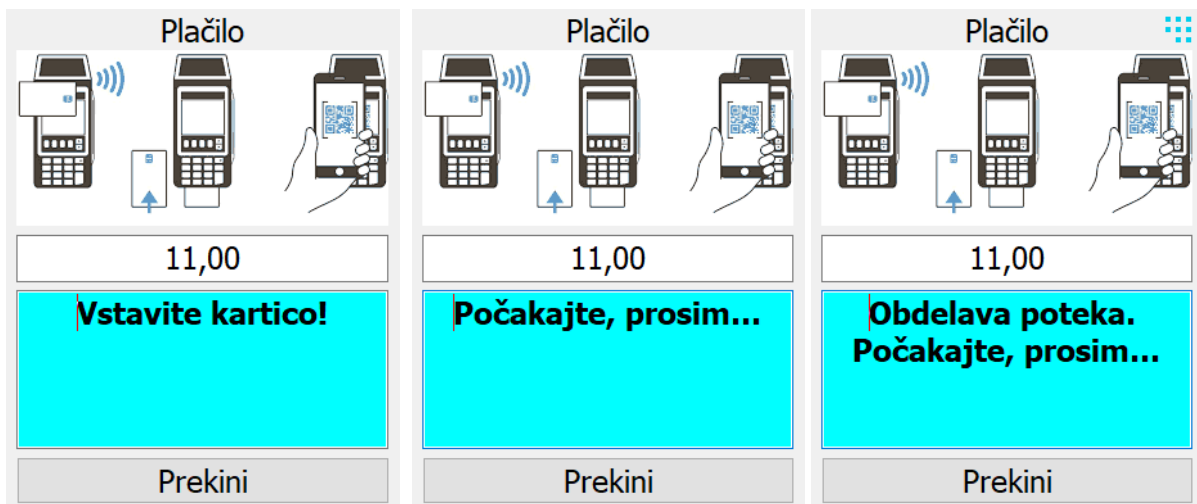 Plačilo
11,00
Vstavite kartico!
Prekini
Plačilo
11,00
Počakajte, prosim...
Prekini
Plačilo
11,00
Obdelava poteka.
Počakajte, prosim...
Prekini